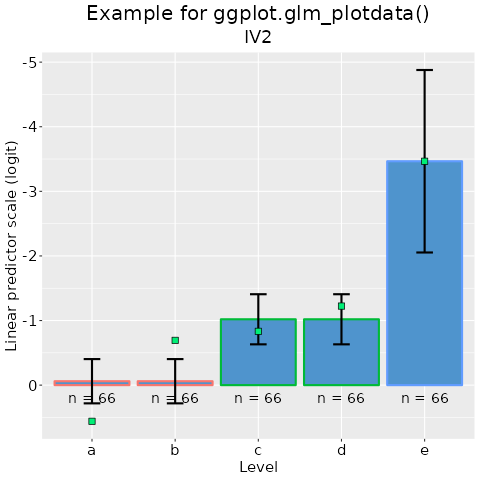 Example for ggplot.glm_plotdata()
IV2
Linear predictor scale (logit)
-5
-4
-3
-2
-1
0
n = 66 n = 66 n = 66 n = 66 n = 66
a b c d e
Level